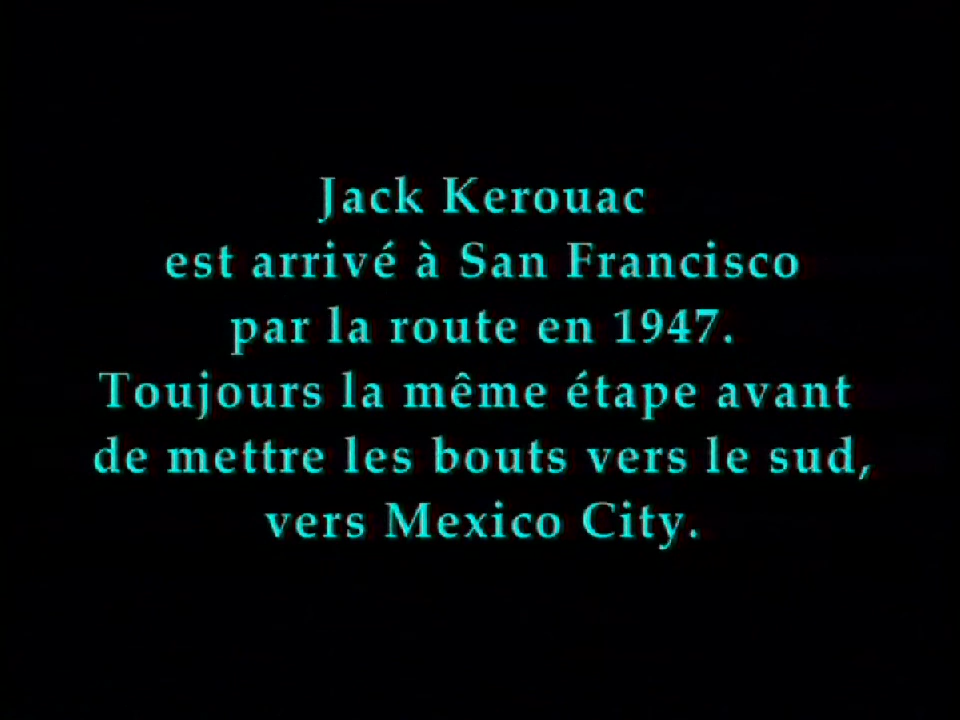 Jack Kerouac
est arrivé à San Francisco
par la route en 1947.
Toujours la même étape avant
de mettre les bouts vers le sud,
vers Mexico City.